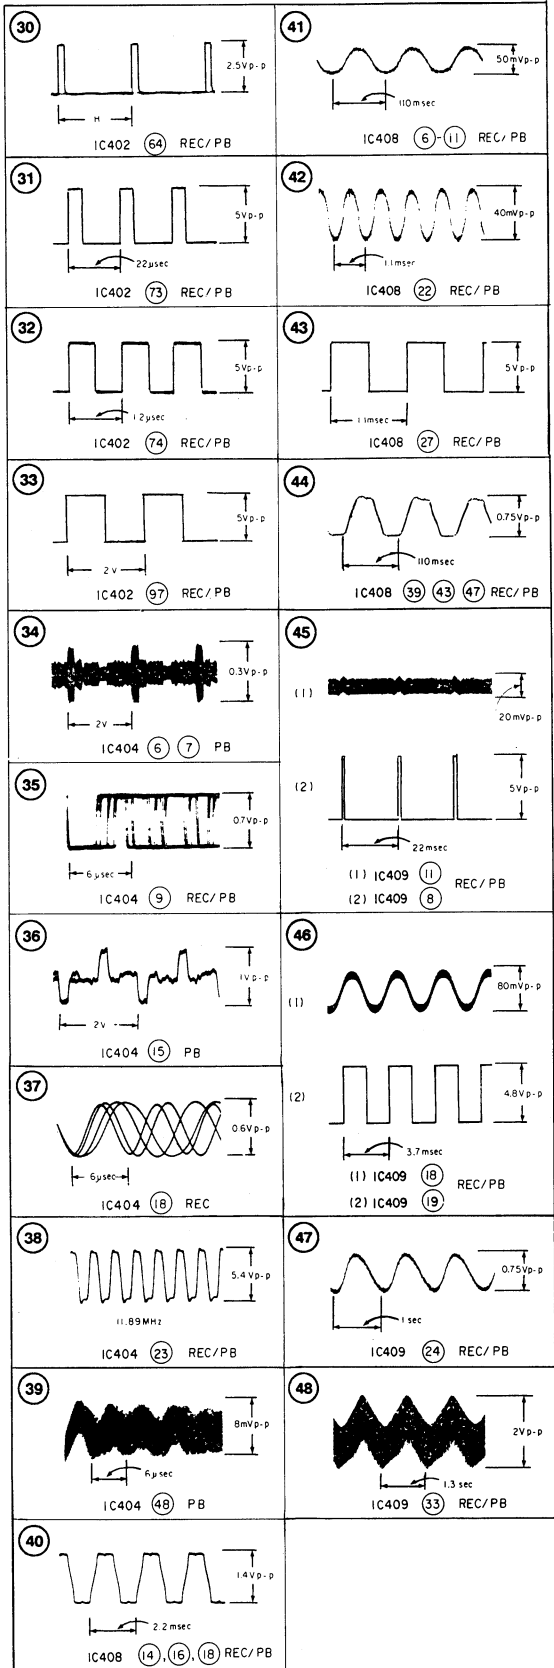 30
2.5Vp-p
H
IC402 64 REC/PB
31
5Vp-p
22μsec
IC402 73 REC/PB
32
5Vp-p
1.2μsec
IC402 74 REC/PB
33
5Vp-p
2V
IC402 97 REC/PB
34
0.3Vp-p
2V
IC404 6 7 PB
35
0.7Vp-p
6μsec
IC404 9 REC/PB
36
1Vp-p
2V
IC404 15 PB
37
0.6Vp-p
6μsec
IC404 18 REC
38
5.4Vp-p
11.89MHz
IC404 23 REC/PB
39
8mVp-p
6μsec
IC404 48 PB
40
1.4Vp-p
2.2msec
IC408 14, 16, 18 REC/PB
41
50mVp-p
110msec
IC408 6-11 REC/PB
42
40mVp-p
1.1msec
IC408 22 REC/PB
43
5Vp-p
1.1msec
IC408 27 REC/PB
44
0.75Vp-p
110msec
IC408 39 43 47 REC/PB
45
(1)
20mVp-p
(2)
5Vp-p
22msec
(1) IC409 11
REC/PB
(2) IC409 8
46
(1)
80mVp-p
(2)
4.8Vp-p
3.7msec
(1) IC409 18
REC/PB
(2) IC409 19
47
0.75Vp-p
1sec
IC409 24 REC/PB
48
2Vp-p
1.3sec
IC409 33 REC/PB